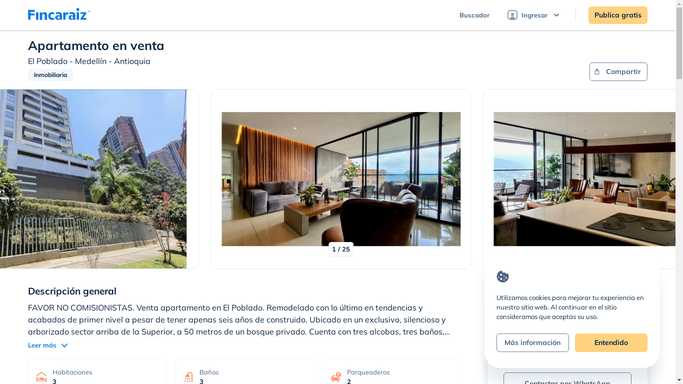 Fincaraiz
Buscador
Ingresar
Publica gratis
Apartamento en venta
El Poblado - Medellín - Antioquia
Inmobiliaria
Compartir
1 / 25
Descripción general
FAVOR NO COMISIONISTAS. Venta apartamento en El Poblado. Remodelado con lo último en tendencias y
acabados de primer nivel a pesar de tener apenas seis años de construido. Ubicado en un exclusivo, silencioso y
arborizado sector arriba de la Superior, a 50 metros de un bosque privado. Cuenta con tres alcobas, tres baños,...
Leer más
Habitaciones
3
Baños
3
Parqueaderos
2
Utilizamos cookies para mejorar tu experiencia en
nuestro sitio web. Al continuar en el sitio
consideramos que aceptas su uso.
Más información
Entendido
Contactar por WhatsApp